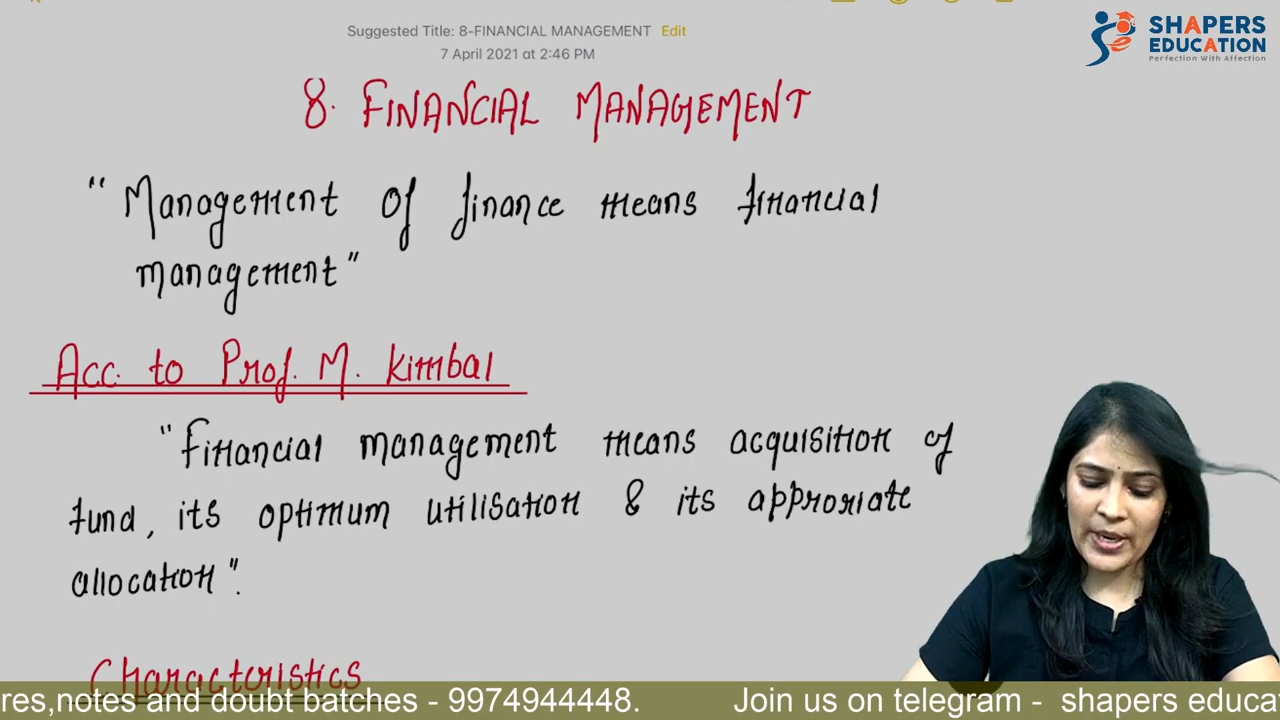 Suggested Title: 8-FINANCIAL MANAGEMENT Edit
7 April 2021 at 2:46 PM
SHAPERS
EDUCATION
Perfection With Affection
8. FINANCIAL MANAGEMENT
"Management of finance means financial
management"
Acc. to Prof. M. Kimbal
"Financial management means acquisition of
fund, its optimum utilisation & its approriate
allocation".
Characteristics
res,notes and doubt batches - 9974944448. Join us on telegram - shapers educa